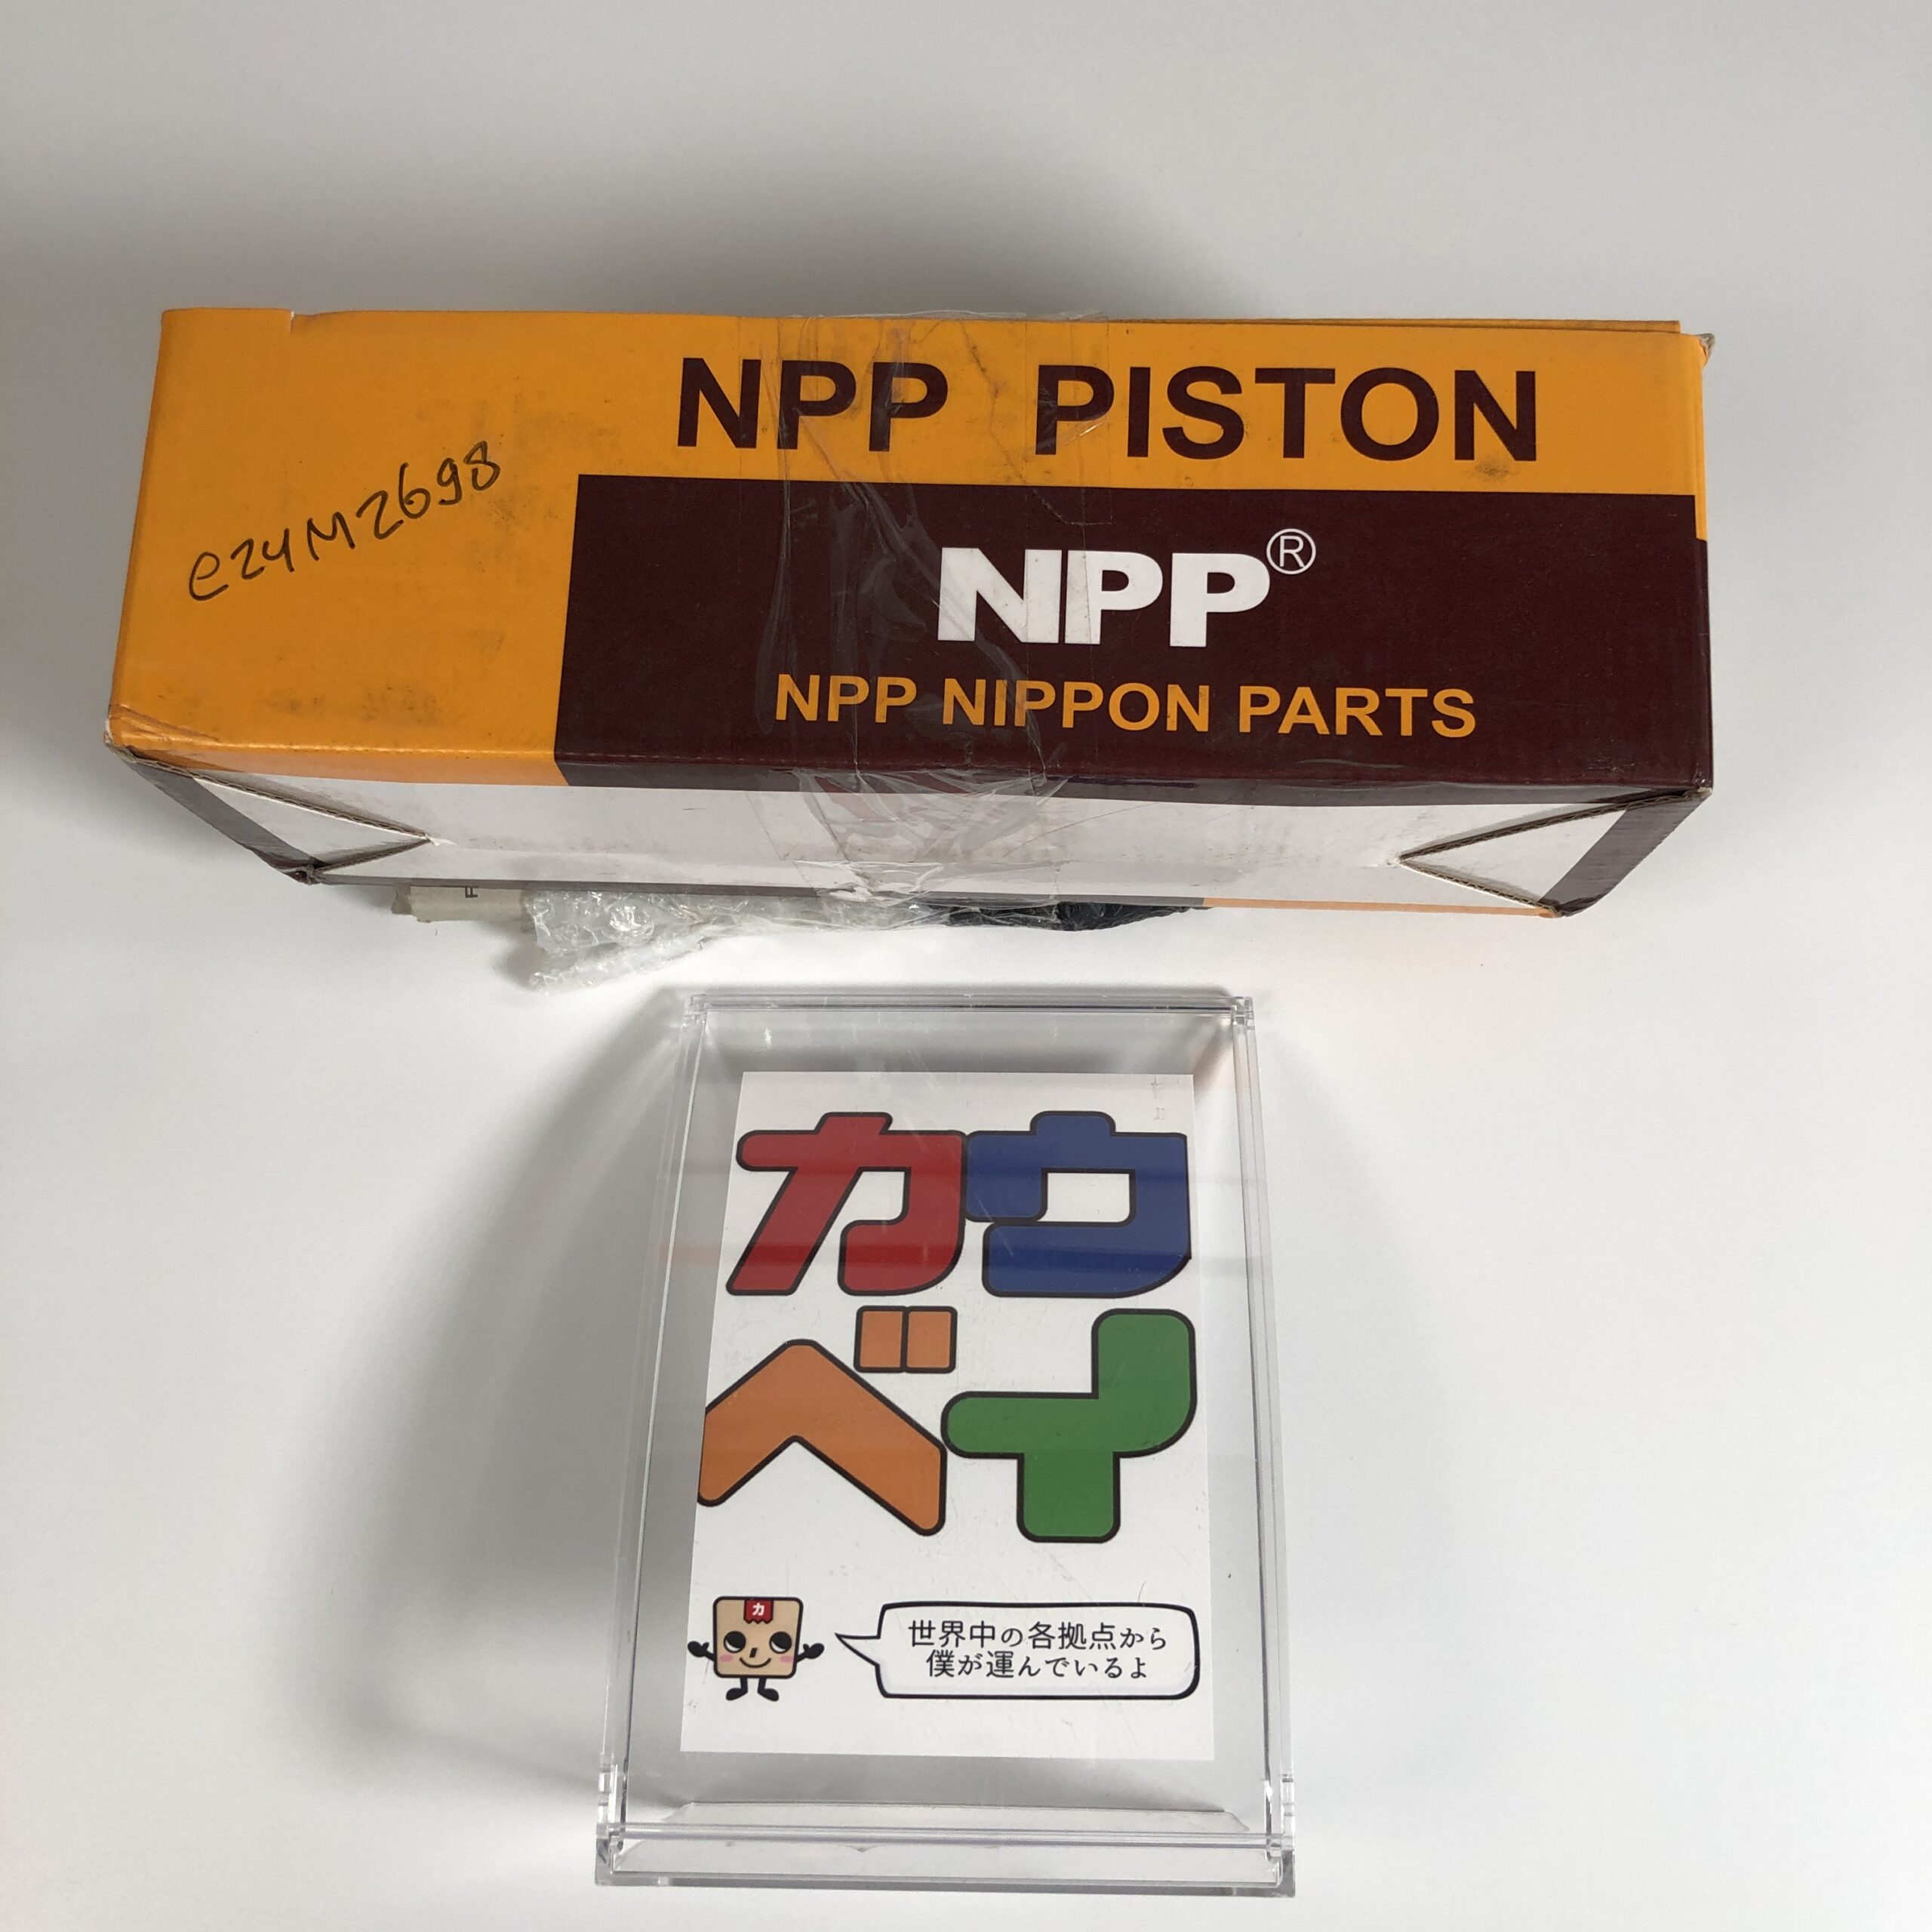 NPP PISTON
e24M2698
NPP®
NPP NIPPON PARTS
カウ
ベイ
カ
世界中の各拠点から
僕が運んでいるよ